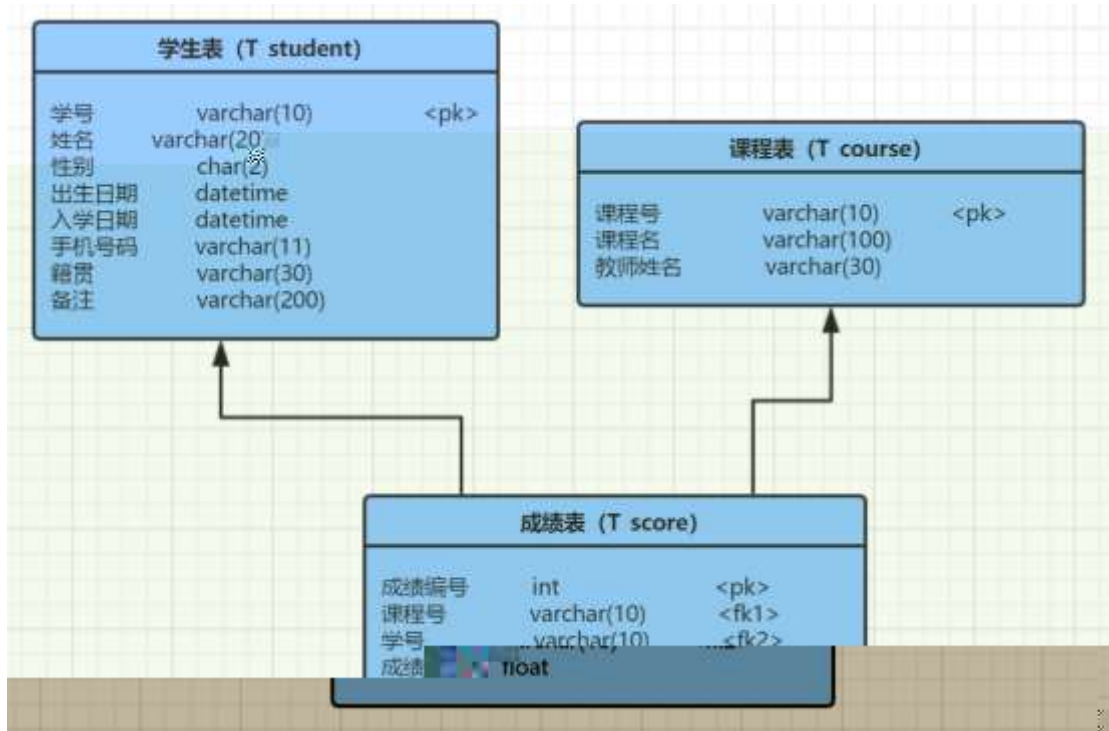 学生表 (T student)
学号 varchar(10) <pk>
姓名 varchar(20
性别 char(2)
出生日期 datetime
入学日期 datetime
手机号码 varchar(11)
籍贯 varchar(30)
备注 varchar(200)
课程表 (T course)
课程号 varchar(10) <pk>
课程名 varchar(100)
教师姓名 varchar(30)
成绩表 (T score)
成绩编号 int <pk>
课程号 varchar(10) <fk1>
学号 varchar(10) <fk2>
成绩 float